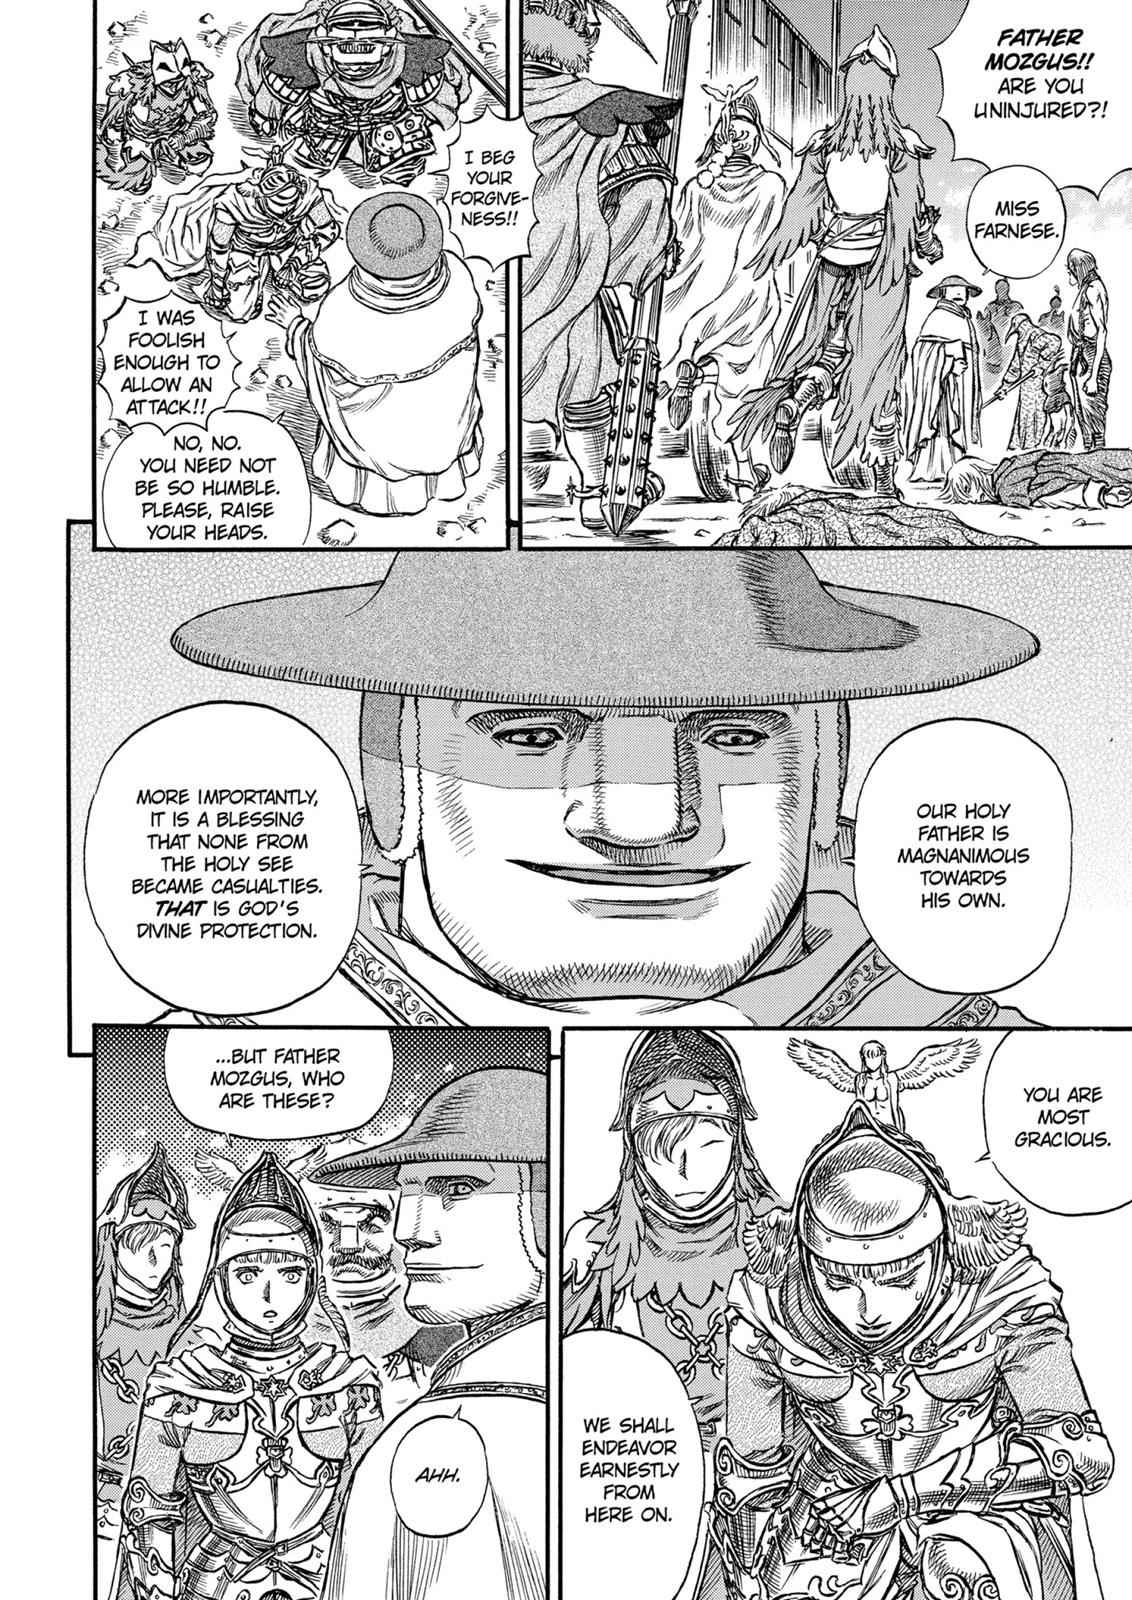 FATHER
MOZGUS!!
ARE YOU
UNINJURED?!
MISS
FARNESE.
I BEG
YOUR
FORGIVE-
NESS!!
I WAS
FOOLISH
ENOUGH TO
ALLOW AN
ATTACK!!
NO, NO.
YOU NEED NOT
BE SO HUMBLE.
PLEASE, RAISE
YOUR HEADS.
OUR HOLY
FATHER IS
MAGNANIMOUS
TOWARDS
HIS OWN.
MORE IMPORTANTLY,
IT IS A BLESSING
THAT NONE FROM
THE HOLY SEE
BECAME CASUALTIES.
THAT IS GOD'S
DIVINE PROTECTION.
YOU ARE
MOST
GRACIOUS.
WE SHALL
ENDEAVOR
EARNESTLY
FROM
HERE ON.
...BUT FATHER
MOZGUS, WHO
ARE THESE?
AHH.